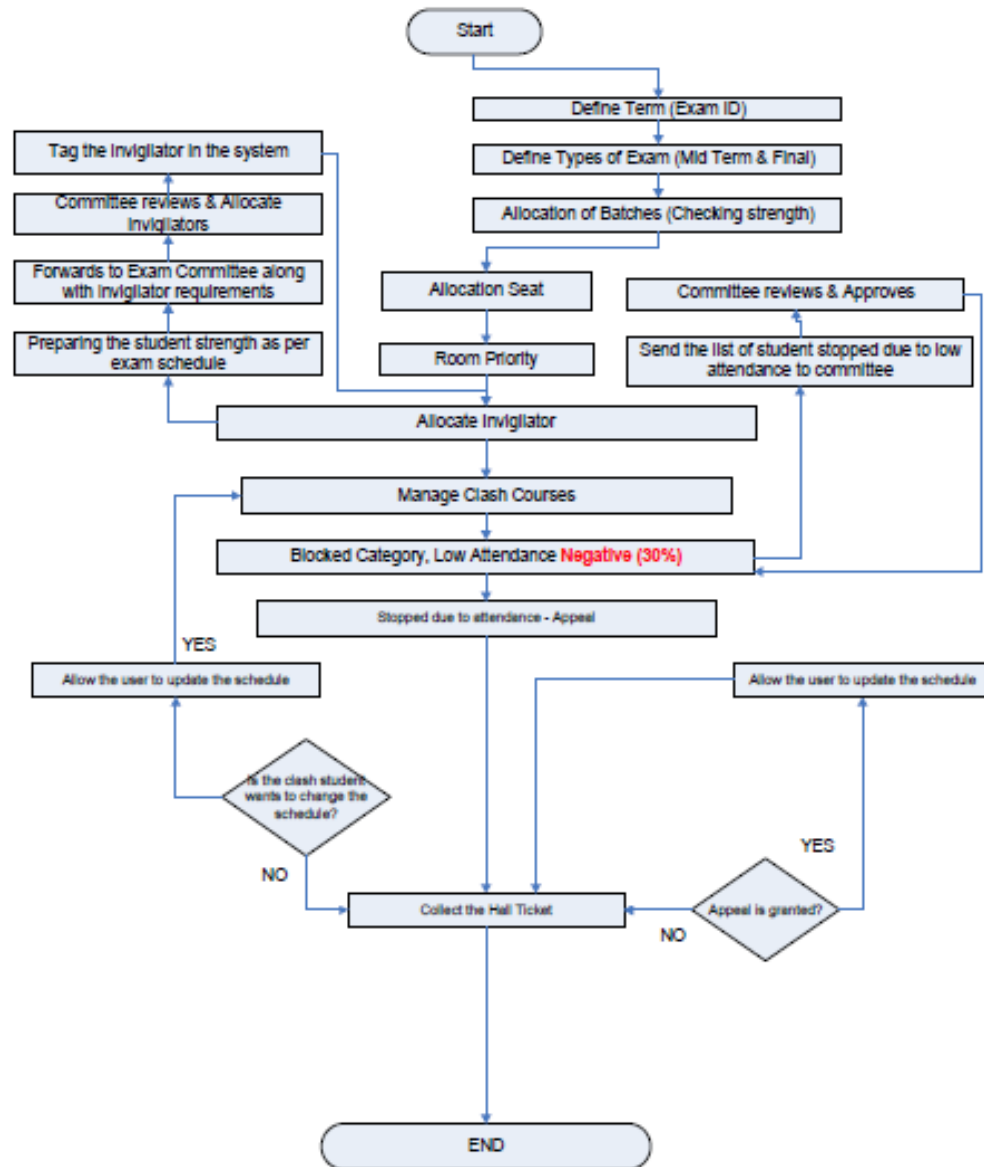 Start
Define Term (Exam ID)
Tag the Invigilator in the system
Define Types of Exam (Mid Term & Final)
Committee reviews & Allocate
Invigilators
Allocation of Batches (Checking strength)
Forwards to Exam Committee along
with Invigilator requirements
Allocation Seat
Committee reviews & Approves
Preparing the student strength as per
exam schedule
Room Priority
Send the list of student stopped due to low
attendance to committee
Allocate Invigilator
Manage Clash Courses
Blocked Category, Low Attendance Negative (30%)
Stopped due to attendance - Appeal
YES
Allow the user to update the schedule
Allow the user to update the schedule
Is the clash student
wants to change the
schedule?
YES
NO
Collect the Hall Ticket
Appeal is granted?
NO
END